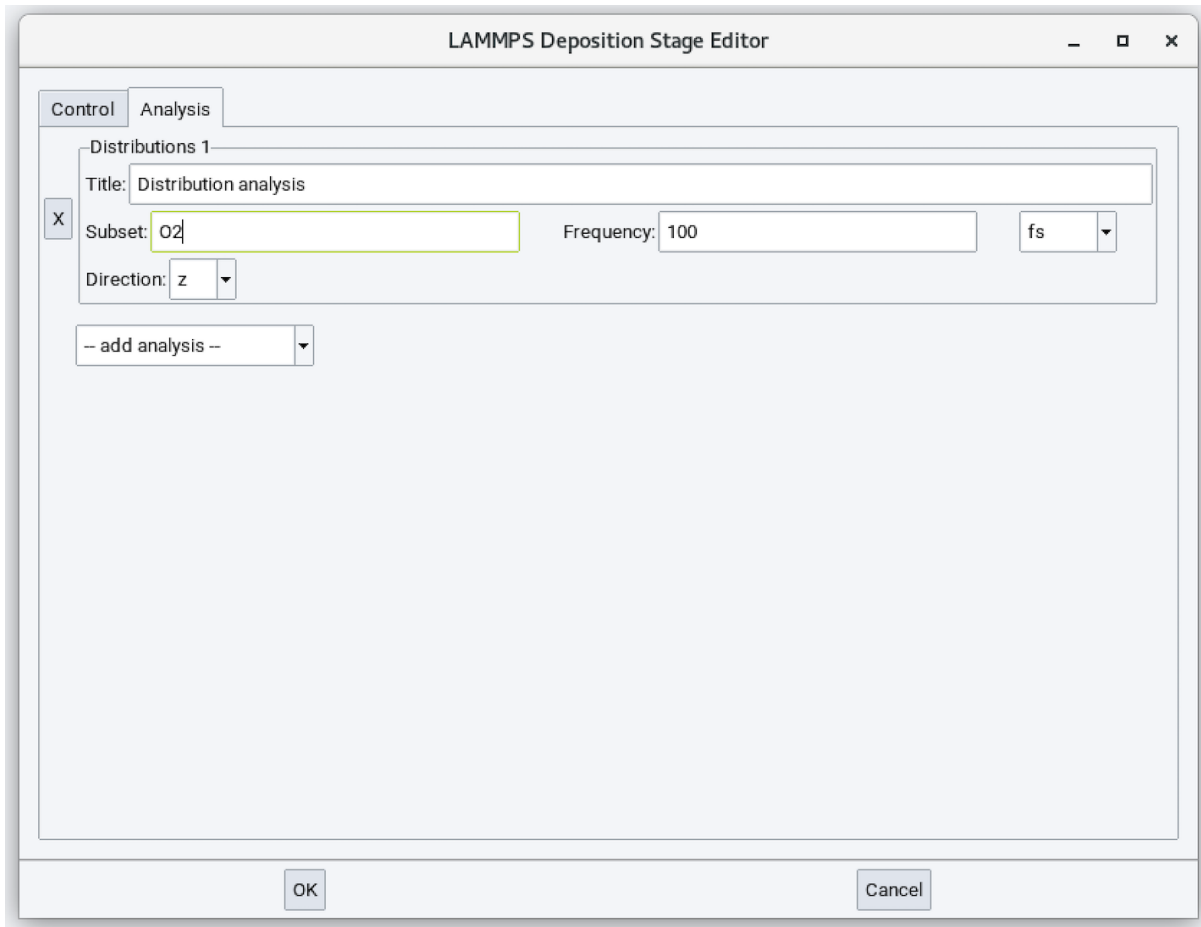 LAMMPS Deposition Stage Editor
Control Analysis
Distributions 1
Title: Distribution analysis
X
Subset: O2 Frequency: 100 fs
Direction: z
-- add analysis --
OK Cancel